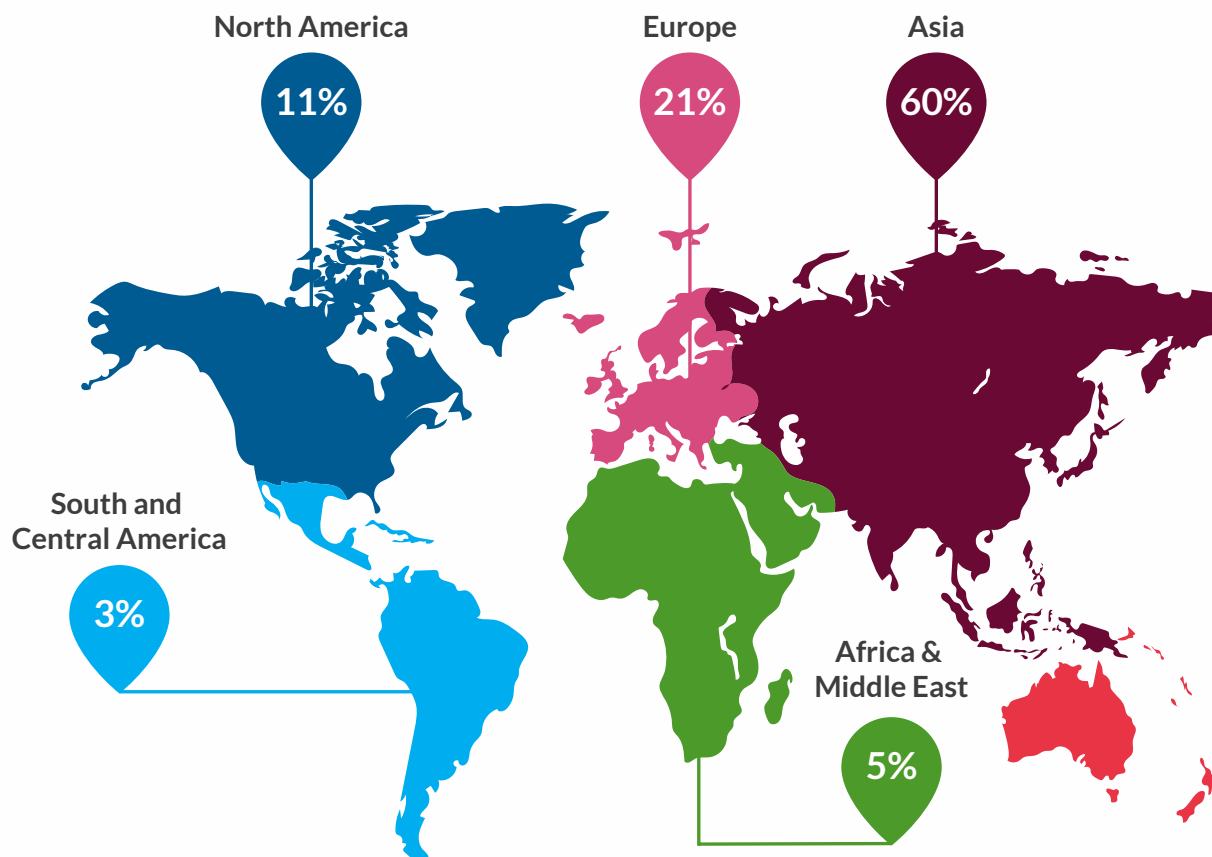 North America
11%
Europe
21%
Asia
60%
South and
Central America
3%
Africa &
Middle East
5%